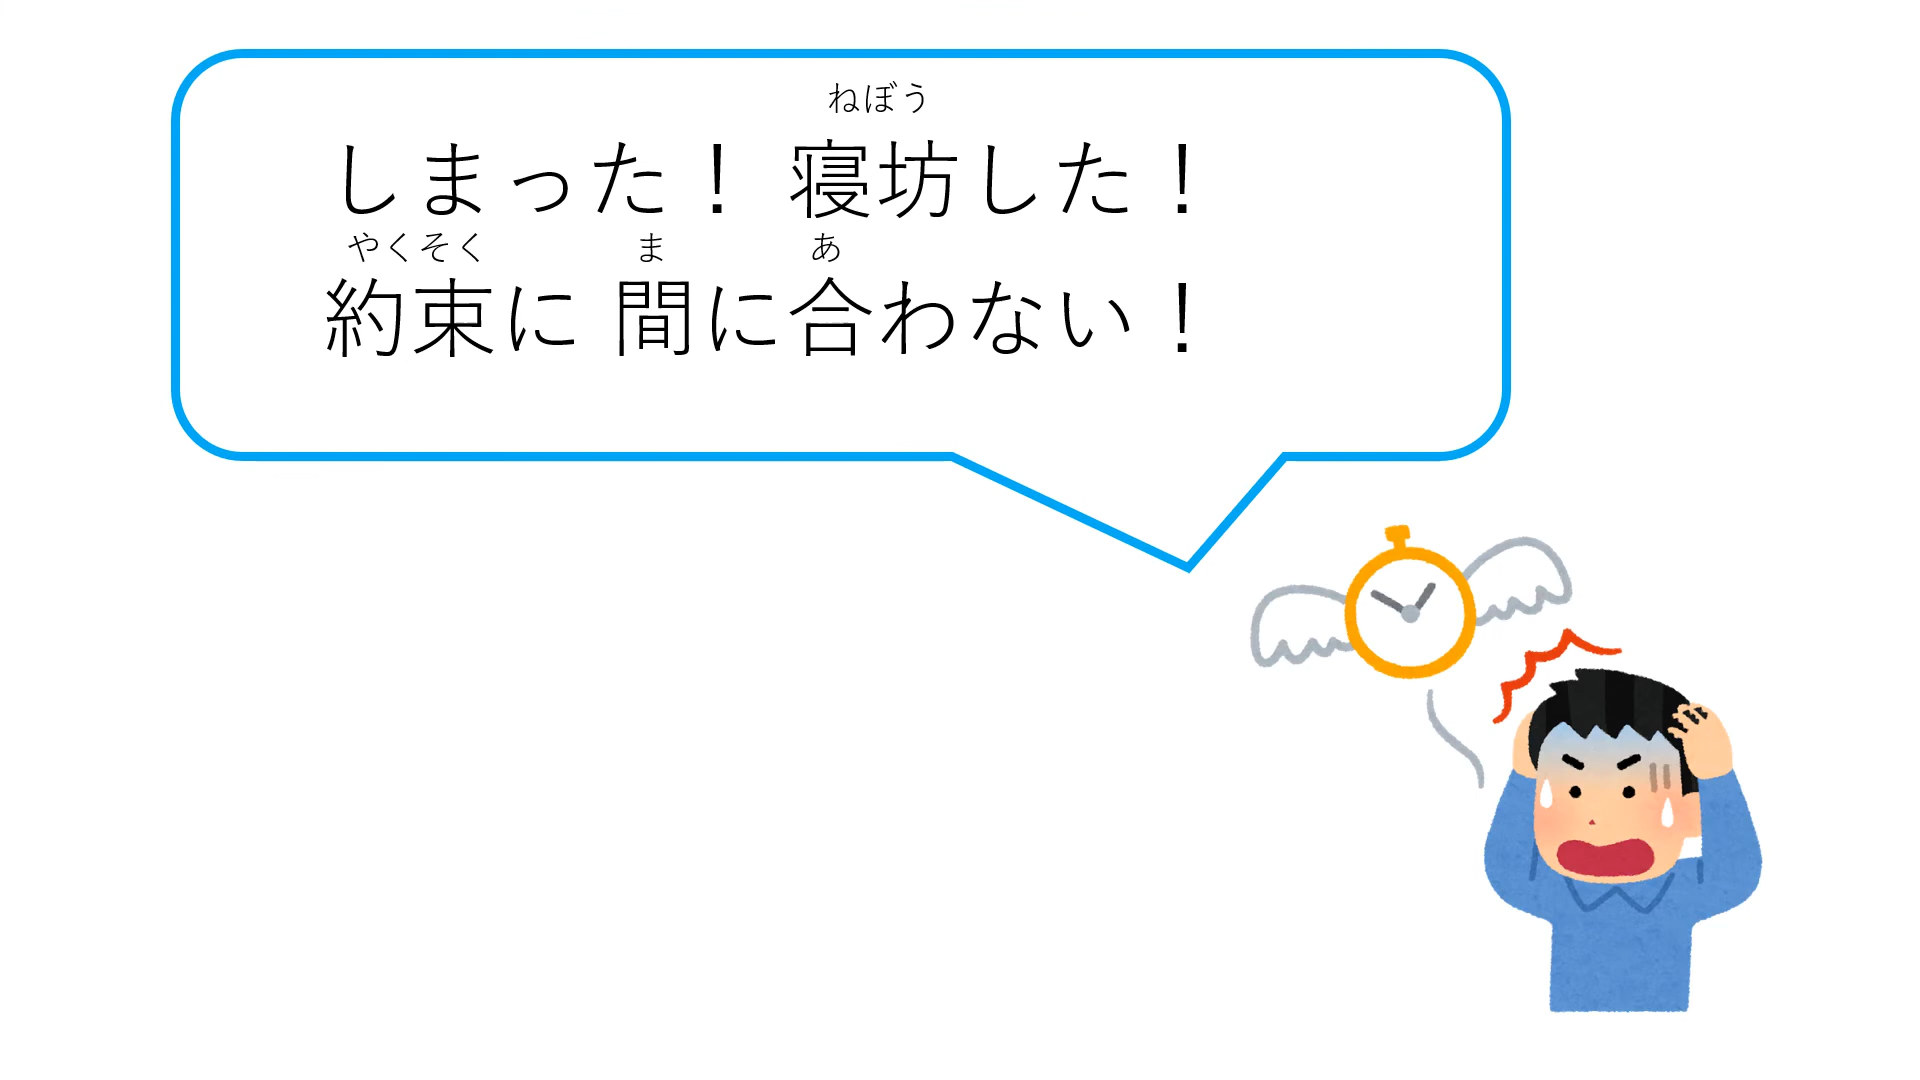 ねぼう
しまった！ 寝坊した！
やくそく ま あ
約束に 間に合わない！